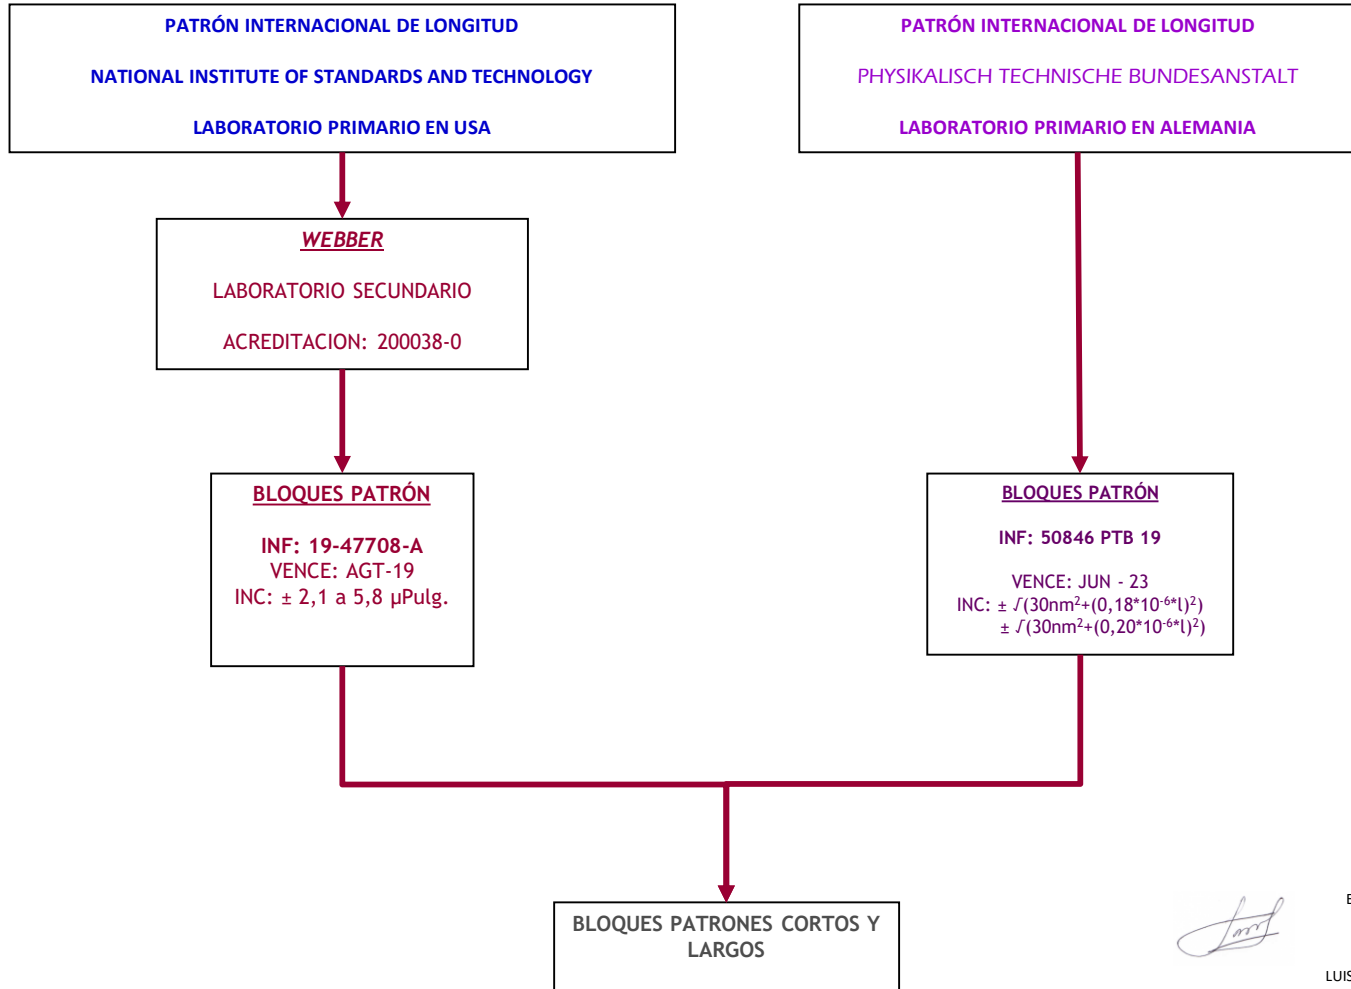 PATRÓN INTERNACIONAL DE LONGITUD
NATIONAL INSTITUTE OF STANDARDS AND TECHNOLOGY
LABORATORIO PRIMARIO EN USA
PATRÓN INTERNACIONAL DE LONGITUD
PHYSIKALISCH TECHNISCHE BUNDESANSTALT
LABORATORIO PRIMARIO EN ALEMANIA
WEBBER
LABORATORIO SECUNDARIO
ACREDITACION: 200038-0
BLOQUES PATRÓN
INF: 19-47708-A
VENCE: AGT-19
INC: ± 2,1 a 5,8 µPulg.
BLOQUES PATRÓN
INF: 50846 PTB 19
VENCE: JUN - 23
INC: ± √(30nm²+(0,18*10⁻⁶*l)²)
± √(30nm²+(0,20*10⁻⁶*l)²)
BLOQUES PATRONES CORTOS Y
LARGOS
E
LUIS